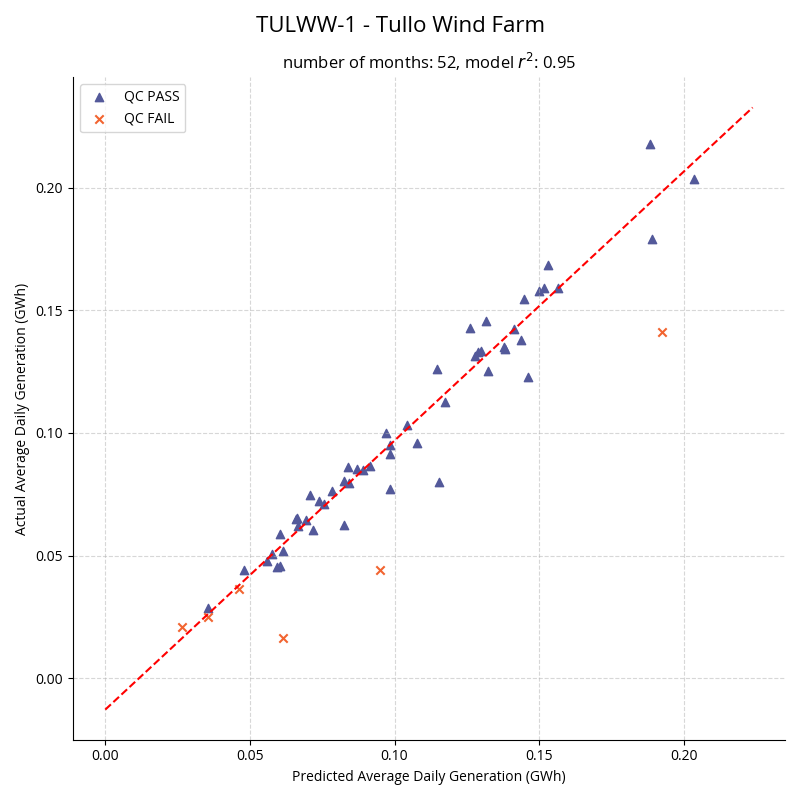 TULWW-1 - Tullo Wind Farm
number of months: 52, model r²: 0.95
QC PASS
QC FAIL
Actual Average Daily Generation (GWh)
0.20
0.15
0.10
0.05
0.00
0.00 0.05 0.10 0.15 0.20
Predicted Average Daily Generation (GWh)